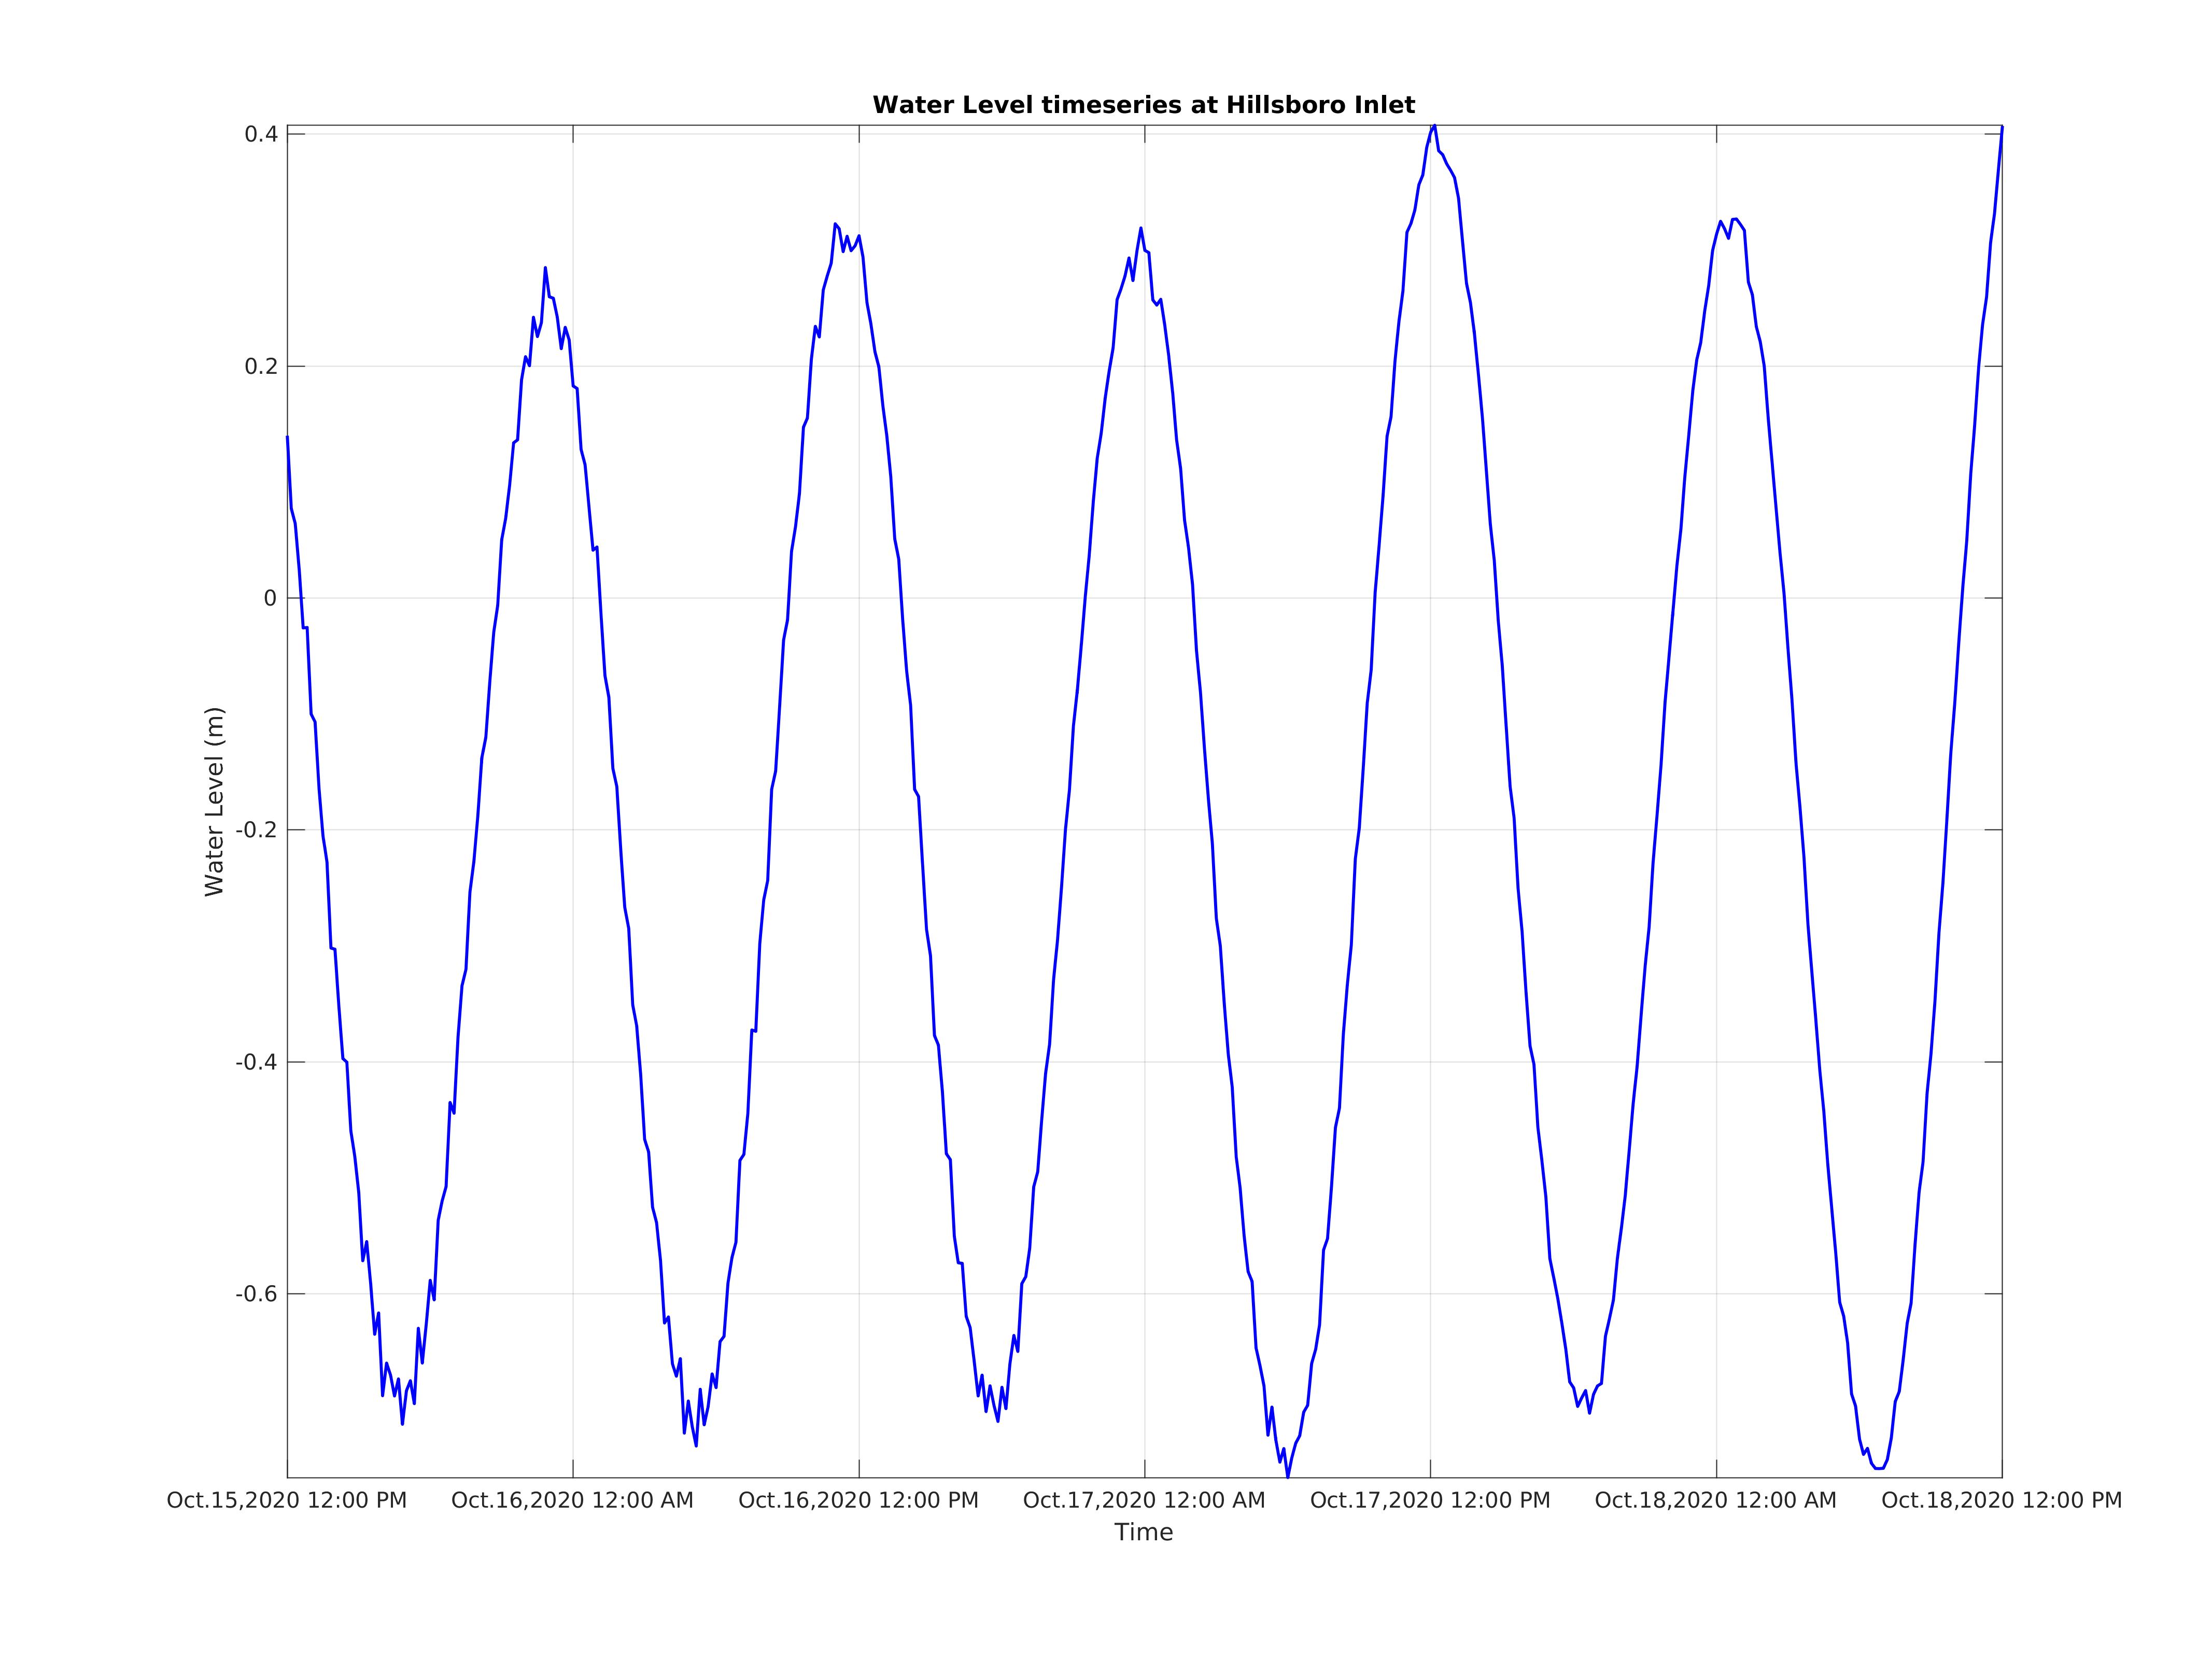 Water Level timeseries at Hillsboro Inlet
0.4
0.2
0
-0.2
-0.4
-0.6
Water Level (m)
Oct.15,2020 12:00 PM Oct.16,2020 12:00 AM Oct.16,2020 12:00 PM Oct.17,2020 12:00 AM Oct.17,2020 12:00 PM Oct.18,2020 12:00 AM Oct.18,2020 12:00 PM
Time